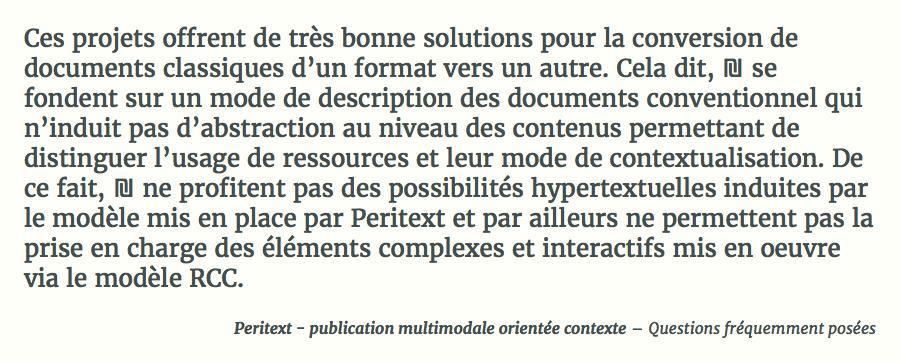 Ces projets offrent de très bonne solutions pour la conversion de
documents classiques d’un format vers un autre. Cela dit, ₪ se
fondent sur un mode de description des documents conventionnel qui
n’induit pas d’abstraction au niveau des contenus permettant de
distinguer l’usage de ressources et leur mode de contextualisation. De
ce fait, ₪ ne profitent pas des possibilités hypertextuelles induites par
le modèle mis en place par Peritext et par ailleurs ne permettent pas la
prise en charge des éléments complexes et interactifs mis en oeuvre
via le modèle RCC.
Peritext - publication multimodale orientée contexte – Questions fréquemment posées